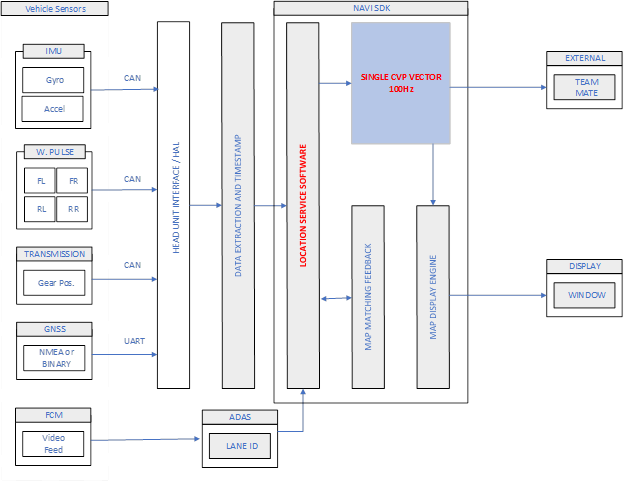 Vehicle Sensors
NAVI SDK
IMU
Gyro
Accel
CAN
W. PULSE
FL
FR
RL
RR
CAN
TRANSMISSION
Gear Pos.
CAN
GNSS
NMEA or
BINARY
UART
FCM
Video
Feed
HEAD UNIT INTERFACE / HAL
DATA EXTRACTION AND TIMESTAMP
LOCATION SERVICE SOFTWARE
SINGLE CVP VECTOR
100Hz
MAP MATCHING FEEDBACK
MAP DISPLAY ENGINE
ADAS
LANE ID
EXTERNAL
TEAM
MATE
DISPLAY
WINDOW